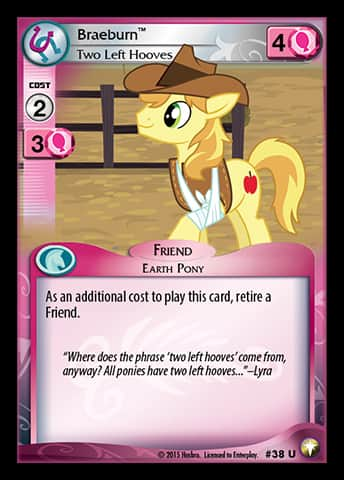 Braeburn™
Two Left Hooves
4
COST
2
3
FRIEND
EARTH PONY
As an additional cost to play this card, retire a
Friend.
“Where does the phrase ‘two left hooves’ come from,
anyway? All ponies have two left hooves...”–Lyra
© 2015 Hasbro. Licensed to Enterplay. #38 U